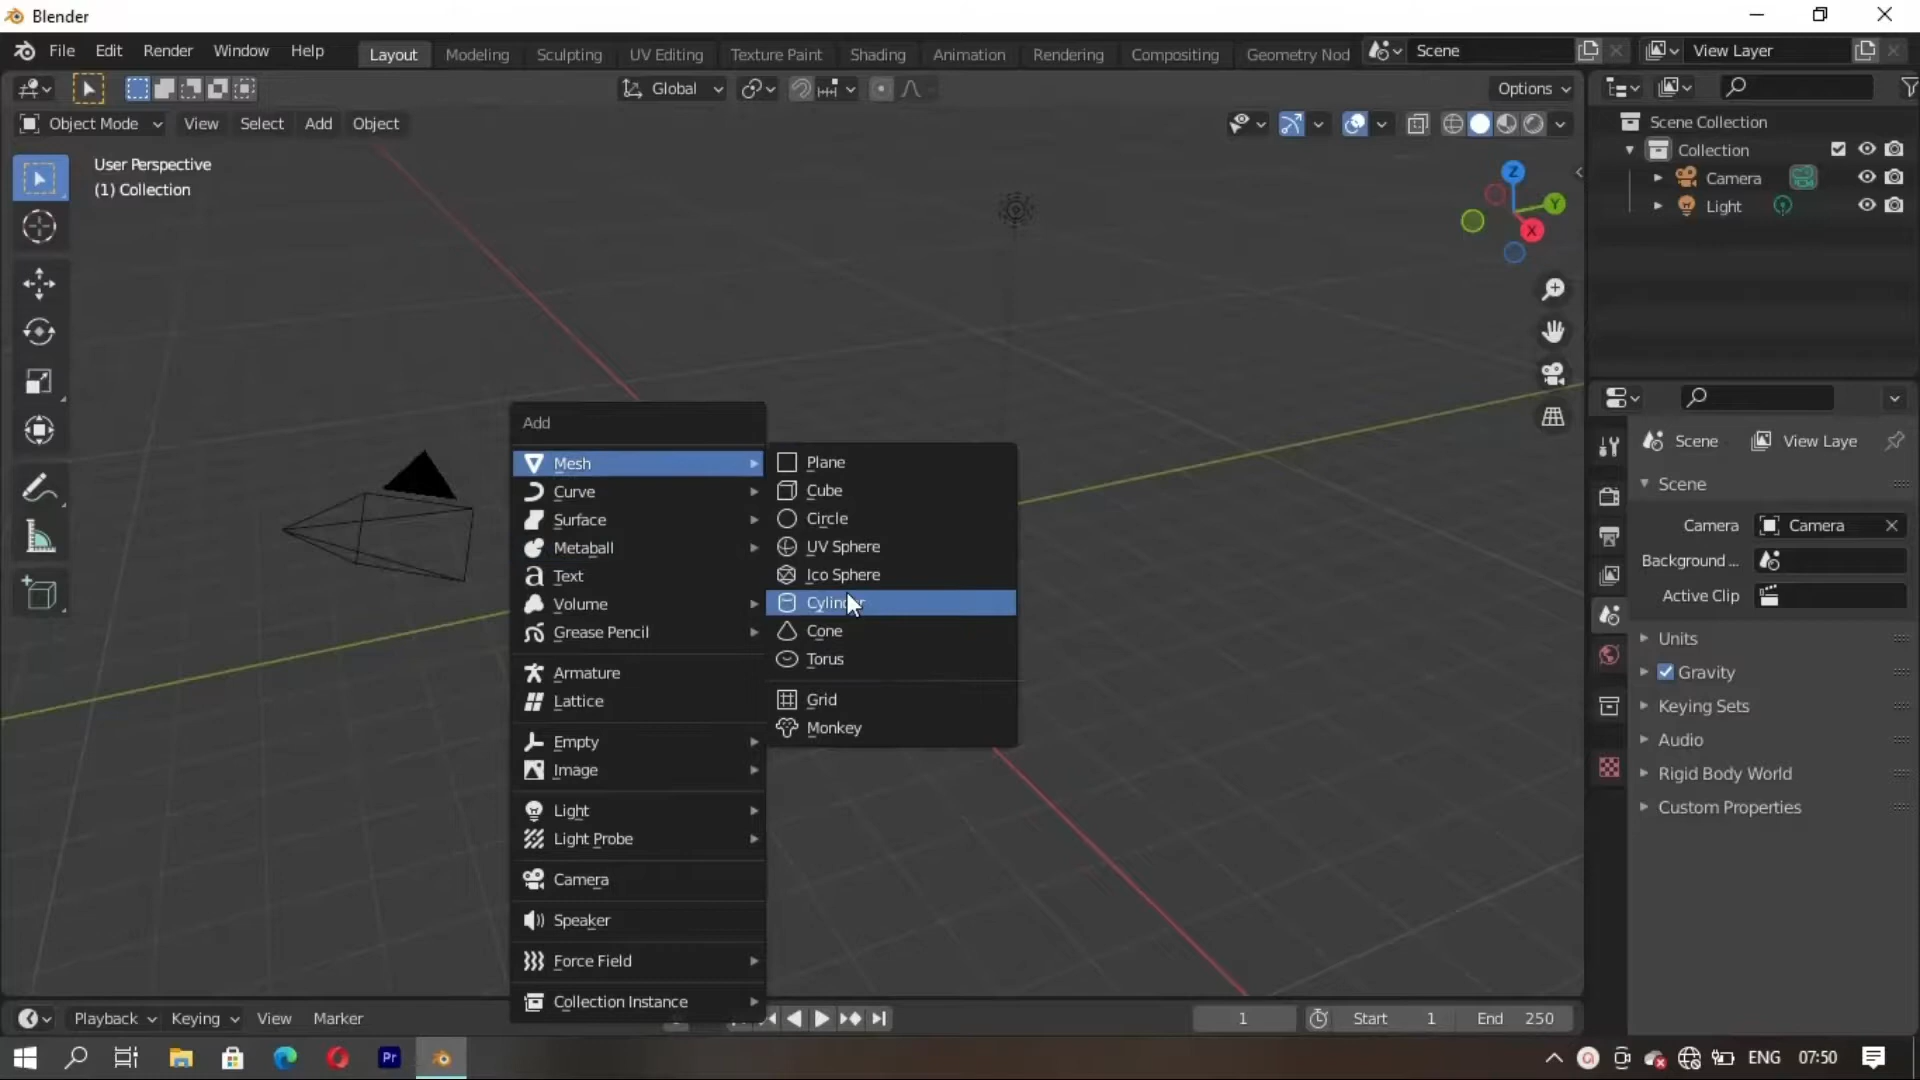 Blender
File Edit Render Window Help Layout Modeling Sculpting UV Editing Texture Paint Shading Animation Rendering Compositing Geometry Nod Scene View Layer
Global Options
Object Mode View Select Add Object
User Perspective
(1) Collection
Z
Y
X
Scene Collection
Collection
Camera
Light
Add
Mesh
Curve
Surface
Metaball
Text
Volume
Grease Pencil
Armature
Lattice
Empty
Image
Light
Light Probe
Camera
Speaker
Force Field
Collection Instance
Plane
Cube
Circle
UV Sphere
Ico Sphere
Cone
Torus
Grid
Monkey
Scene View Laye
Scene
Camera Camera
Background ...
Active Clip
Units
Gravity
Keying Sets
Audio
Rigid Body World
Custom Properties
Playback Keying View Marker 1 Start 1 End 250
Pr ENG 07:50